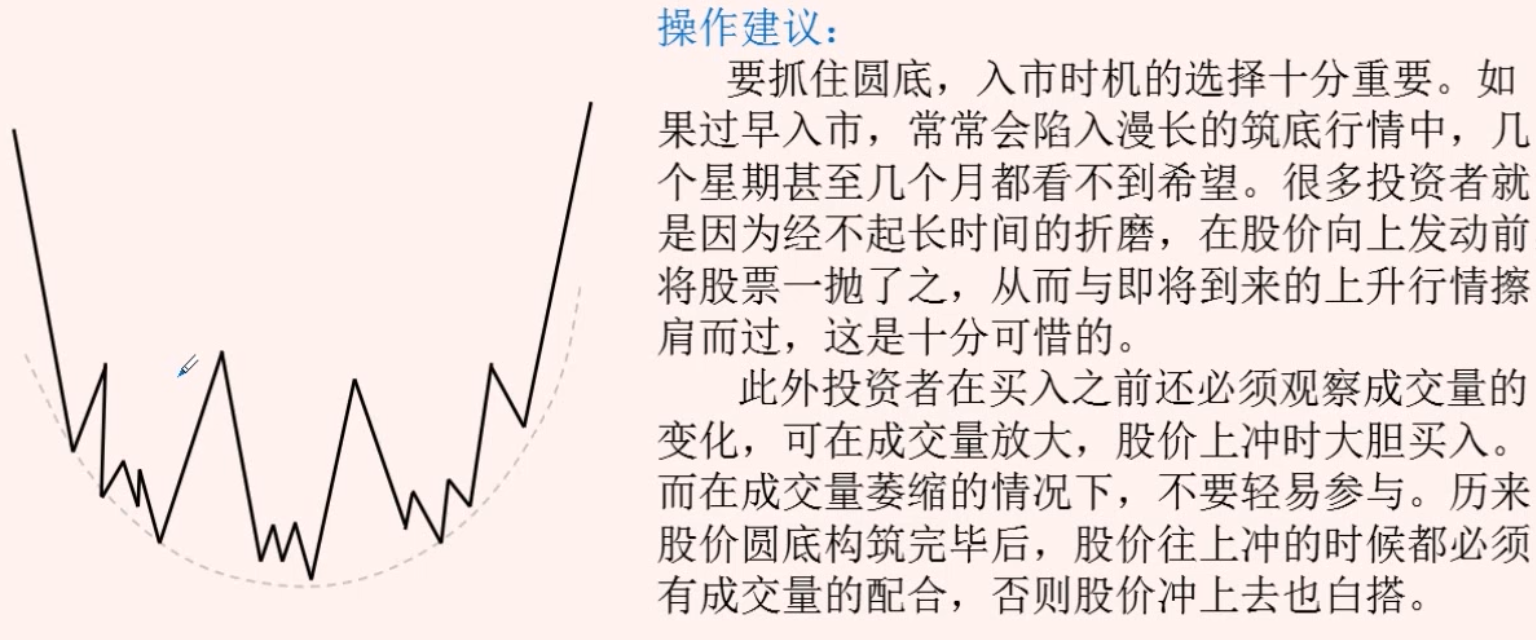 操作建议：
要抓住圆底，入市时机的选择十分重要。如
果过早入市，常常会陷入漫长的筑底行情中，几
个星期甚至几个月都看不到希望。很多投资者就
是因为经不起长时间的折磨，在股价向上发动前
将股票一抛了之，从而与即将到来的上升行情擦
肩而过，这是十分可惜的。
此外投资者在买入之前还必须观察成交量的
变化，可在成交量放大，股价上冲时大胆买入。
而在成交量萎缩的情况下，不要轻易参与。历来
股价圆底构筑完毕后，股价往上冲的时候都必须
有成交量的配合，否则股价冲上去也白搭。